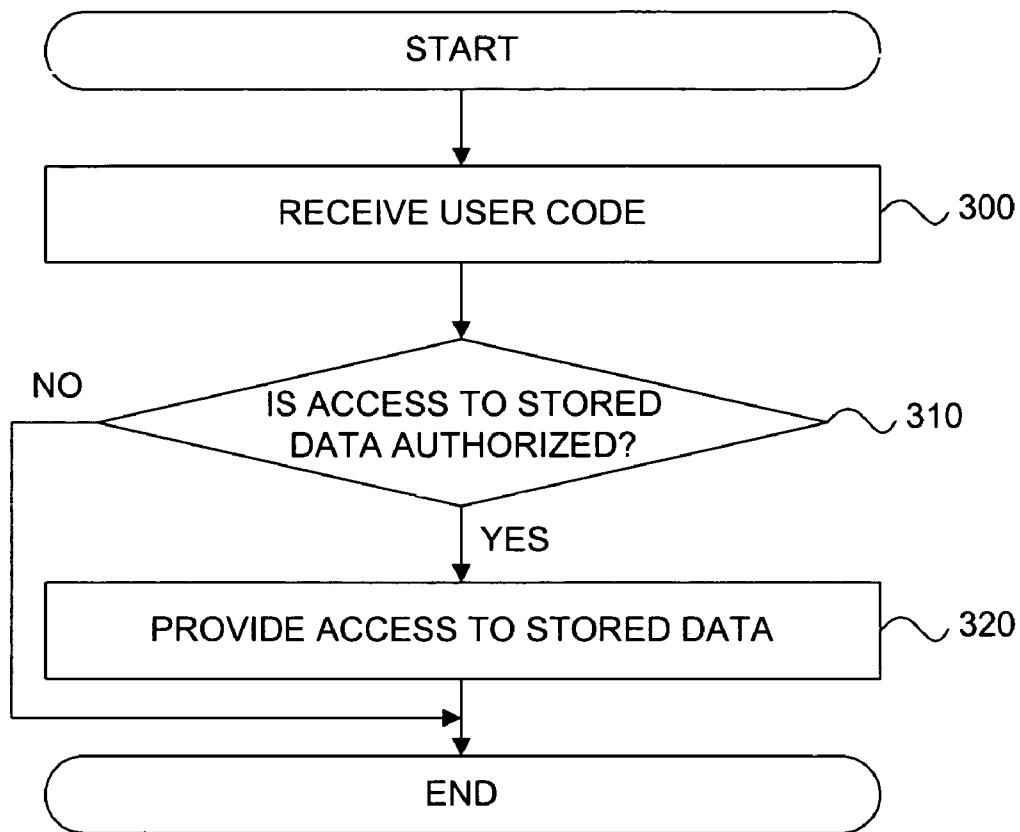 START
RECEIVE USER CODE
300
NO
IS ACCESS TO STORED
DATA AUTHORIZED?
310
YES
PROVIDE ACCESS TO STORED DATA
320
END